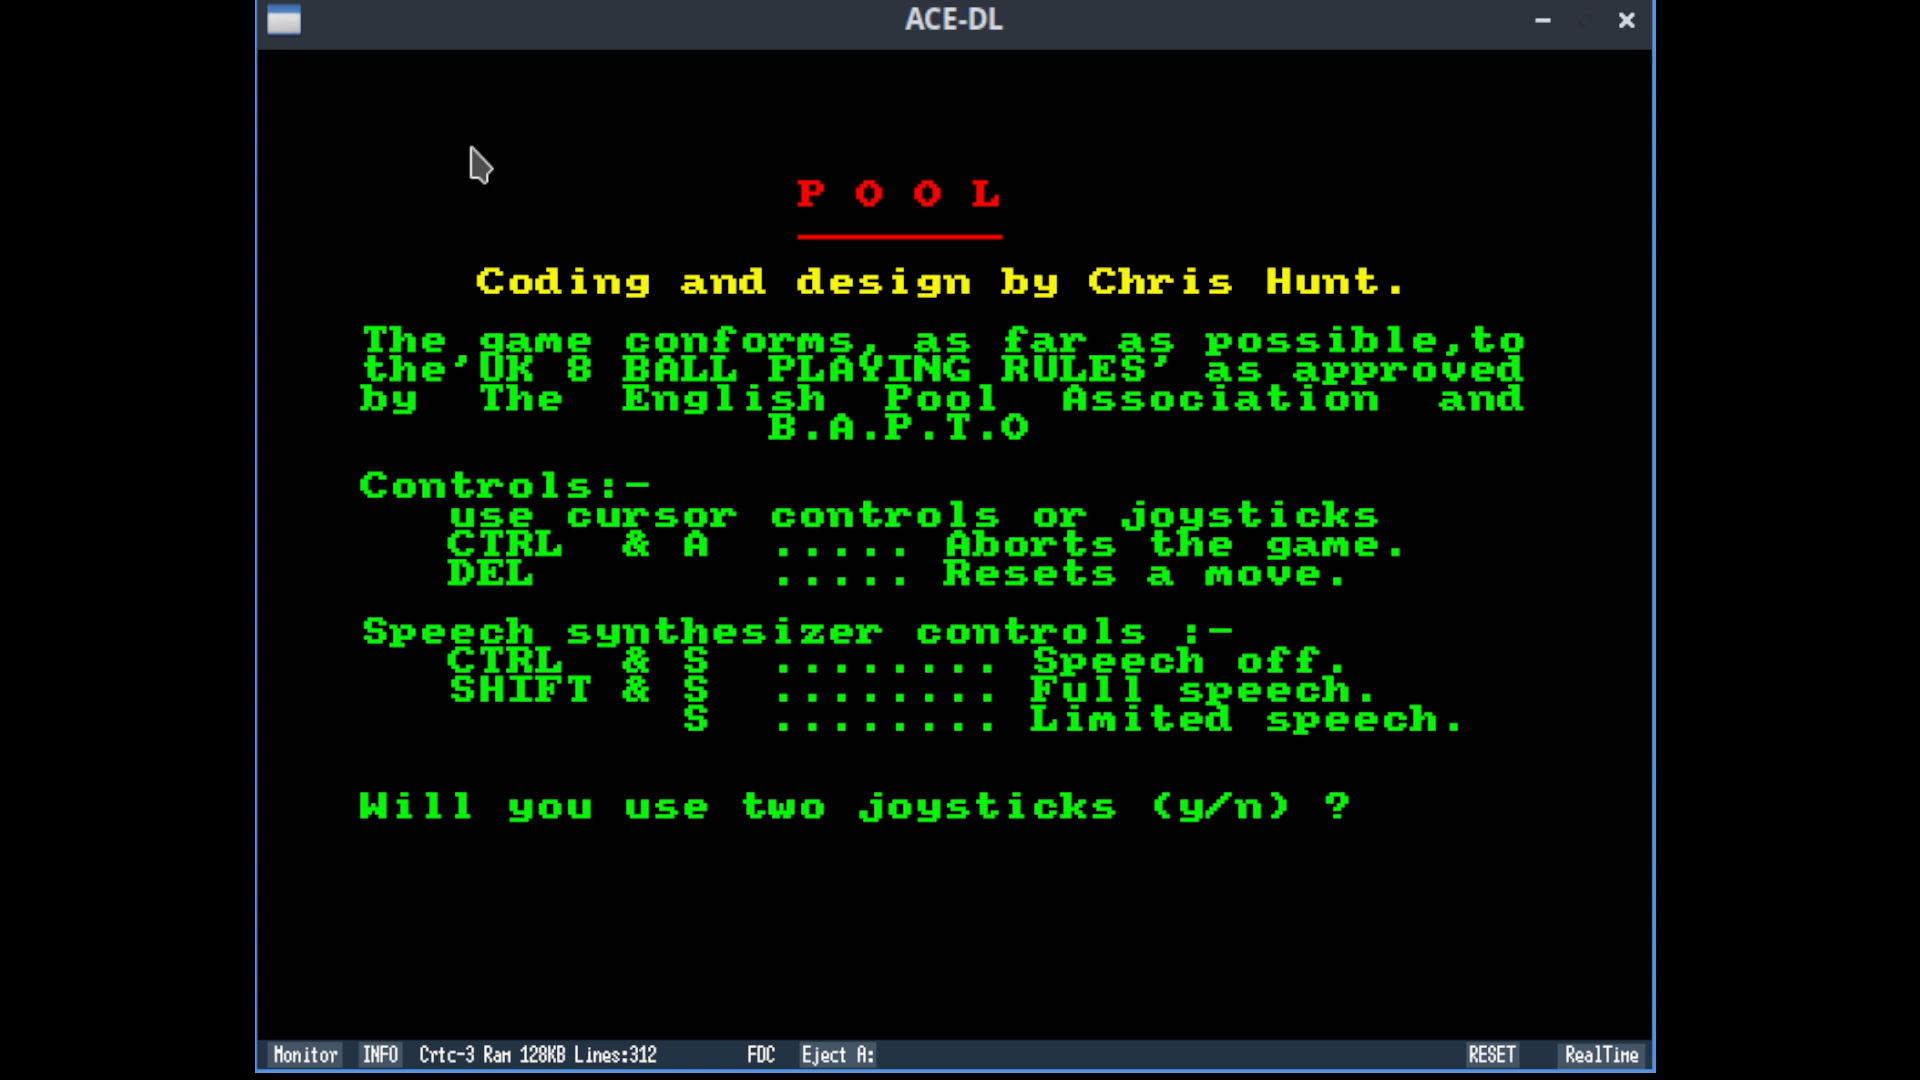 ACE-DL
P O O L
Coding and design by Chris Hunt.
The game conforms, as far as possible,to
the'UK 8 BALL PLAYING RULES' as approved
by The English Pool Association and
B.A.P.T.O
Controls:-
use cursor controls or joysticks
CTRL & A ..... Aborts the game.
DEL ..... Resets a move.
Speech synthesizer controls :-
CTRL & S ........ Speech off.
SHIFT & S ........ Full speech.
S ........ Limited speech.
Will you use two joysticks (y/n) ?
Monitor INFO Crtc-3 Ram 128KB Lines:312 FDC Eject A: RESET RealTime